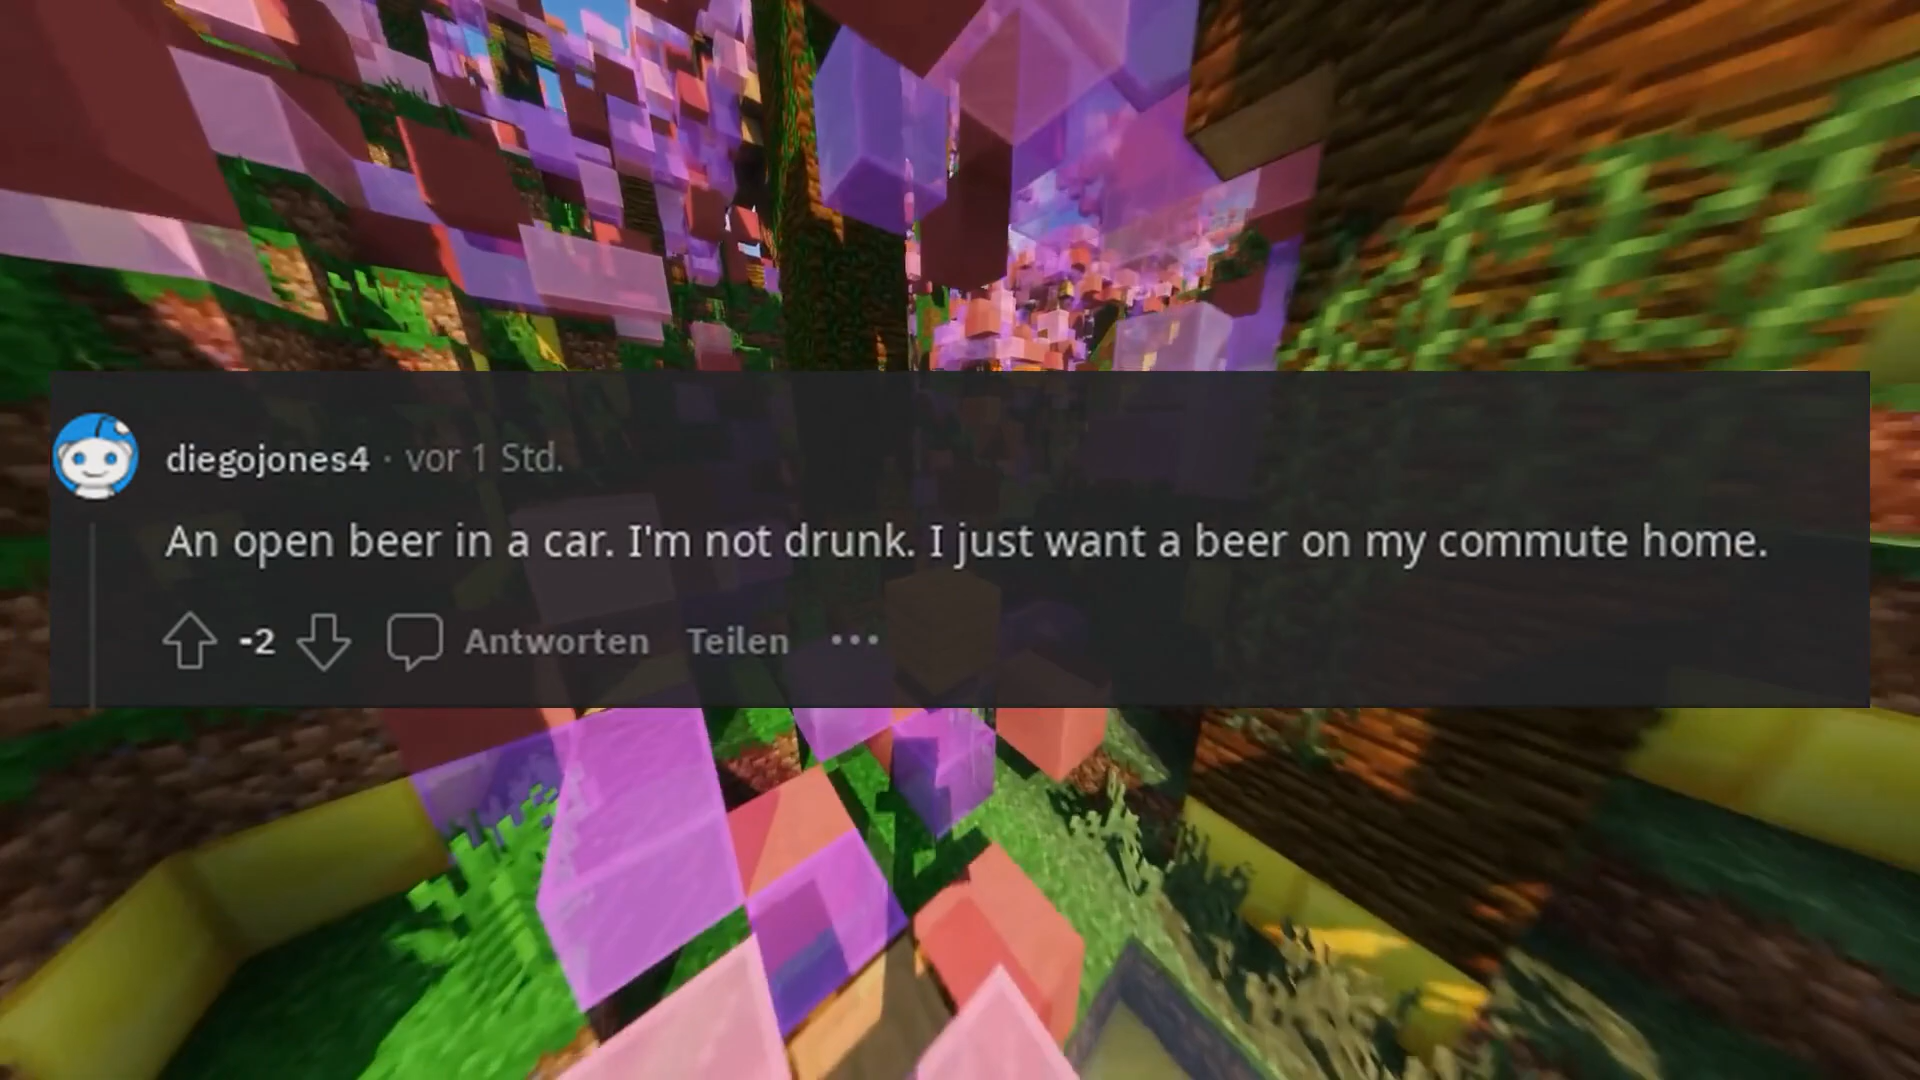 diegojones4 · vor 1 Std.
An open beer in a car. I'm not drunk. I just want a beer on my commute home.
-2 Antworten Teilen •••